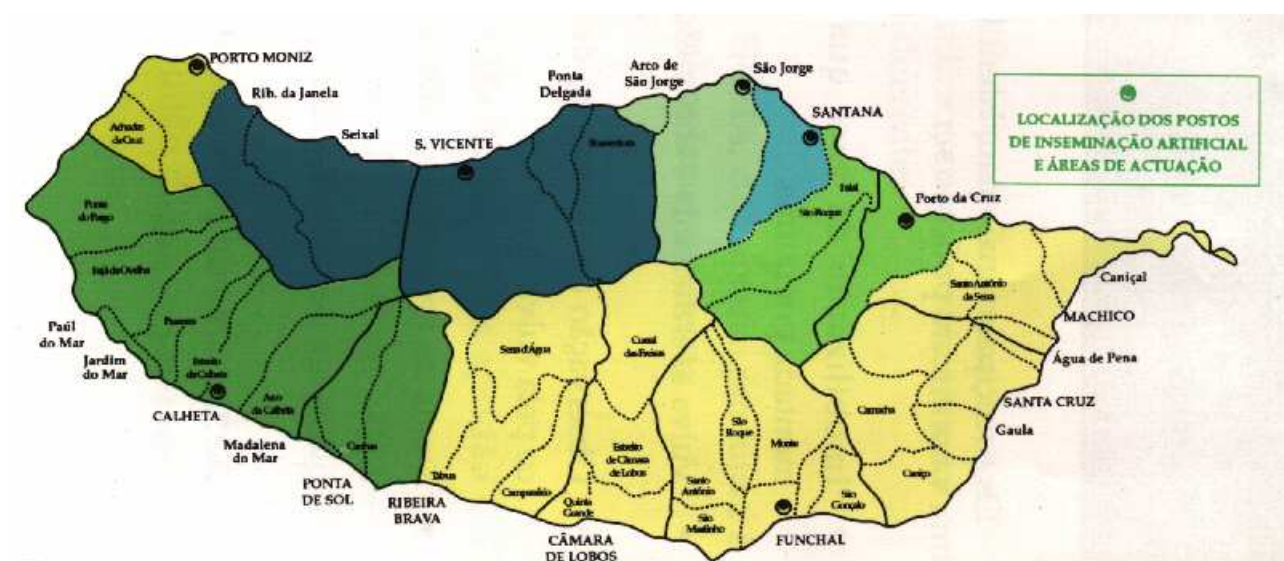 PORTO MONIZ
Rib. da Janela
Seixal
S. VICENTE
Ponta
Delgada
Arco de
São Jorge
São Jorge
SANTANA
Porto da Cruz
LOCALIZAÇÃO DOS POSTOS
DE INSEMINAÇÃO ARTIFICIAL
E ÁREAS DE ACTUAÇÃO
Achadas
da Cruz
Boaventura
Faial
São Roque
Ponta
do Pargo
Fajã da Ovelha
Prazeres
Estreito
da Calheta
Arco
da Calheta
Canhas
Serra d'Água
Curral
das Freiras
Santo António
da Serra
Caniçal
MACHICO
Água de Pena
SANTA CRUZ
Gaula
Paúl
do Mar
Jardim
do Mar
CALHETA
Madalena
do Mar
PONTA
DE SOL
RIBEIRA
BRAVA
Tábua
Campanário
Quinta
Grande
Estreito
de Câmara
de Lobos
CÂMARA
DE LOBOS
Santo
António
São
Martinho
São
Roque
Monte
São
Gonçalo
FUNCHAL
Camacha
Caniço